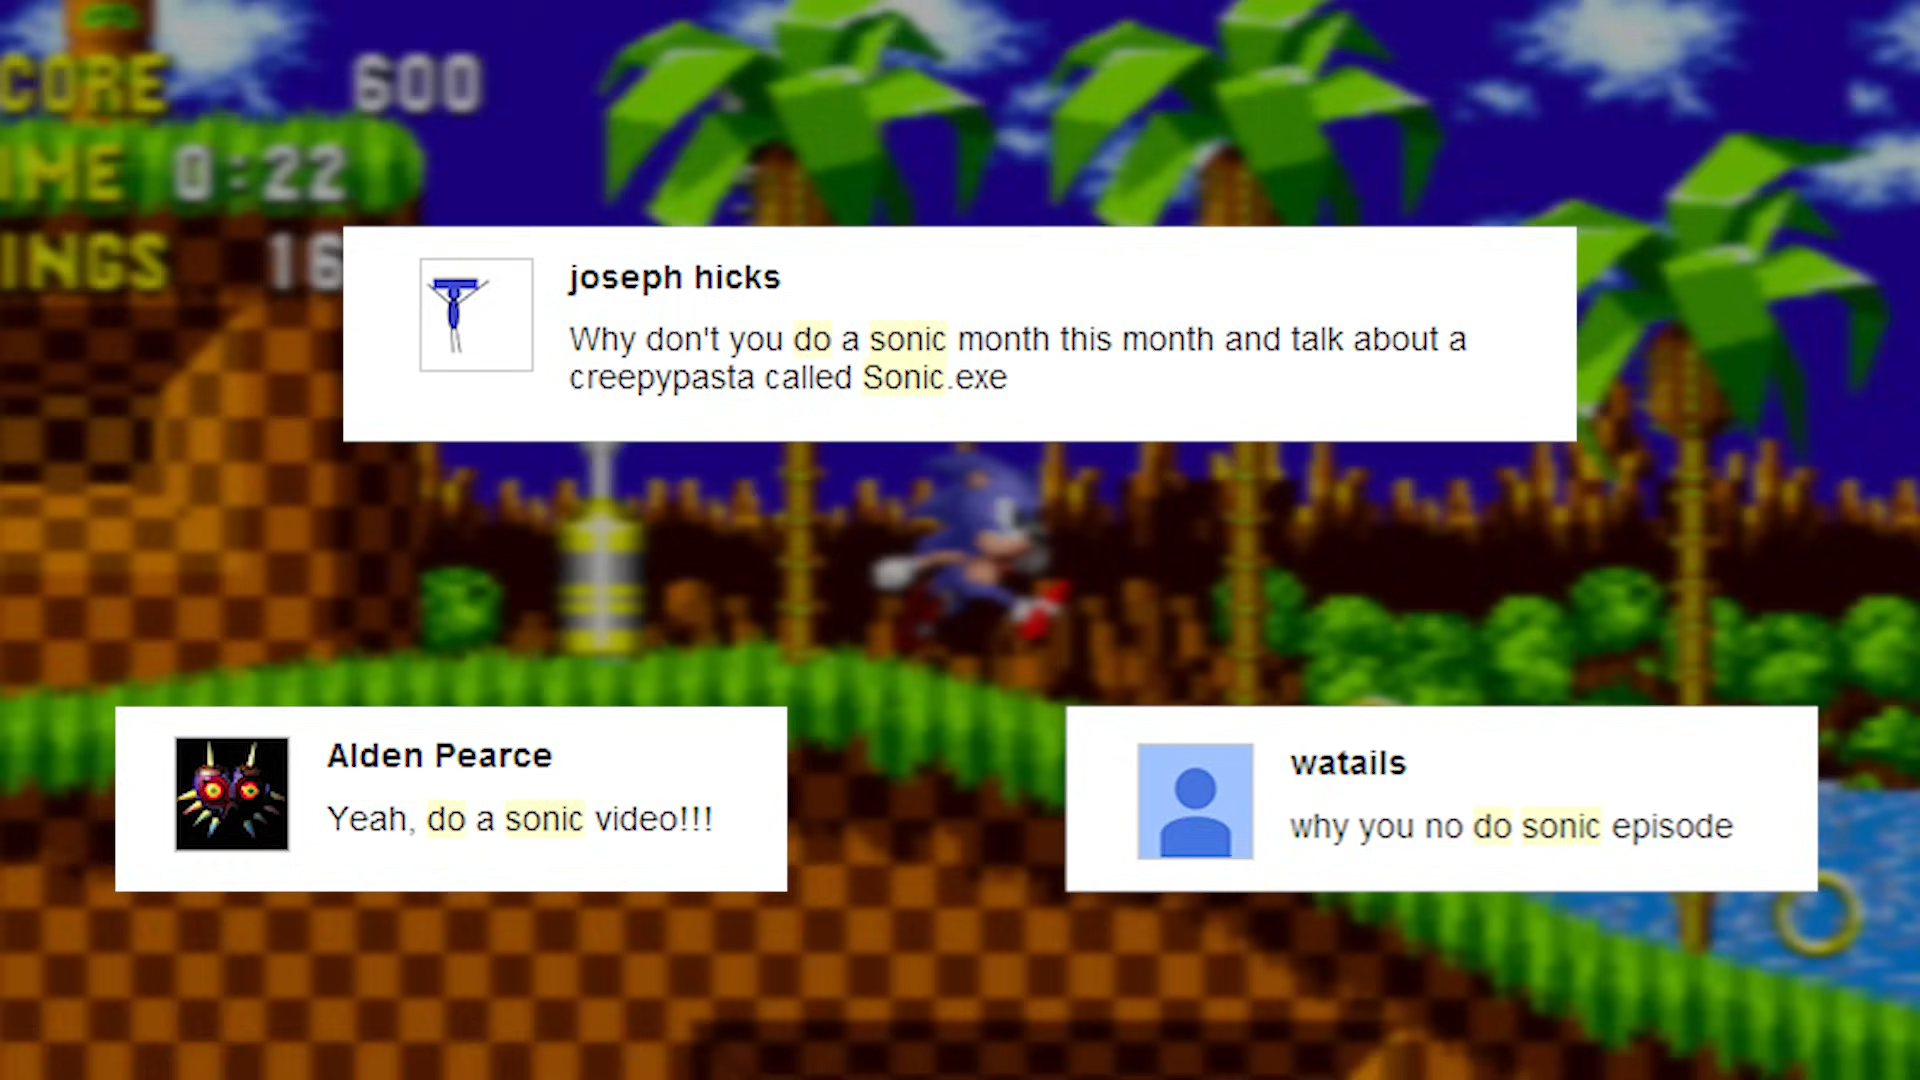 CORE 600
IME 0:22
INGS 16
joseph hicks
Why don't you do a sonic month this month and talk about a
creepypasta called Sonic.exe
Alden Pearce
Yeah, do a sonic video!!!
watails
why you no do sonic episode